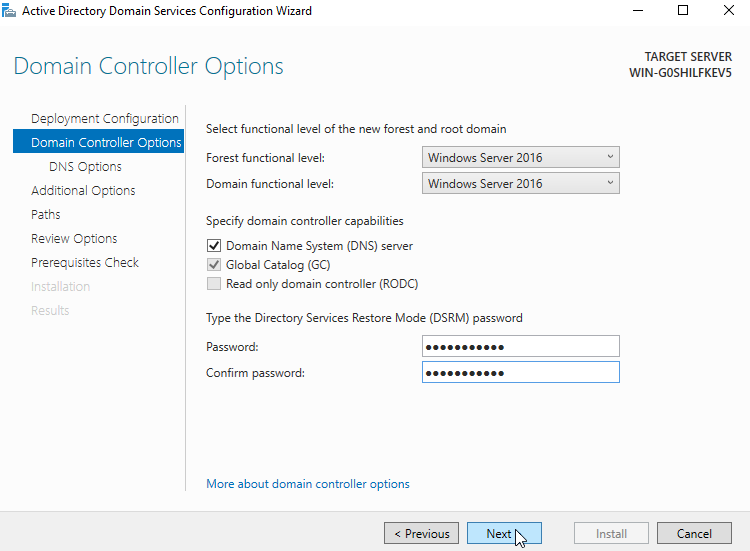 Active Directory Domain Services Configuration Wizard
Domain Controller Options
TARGET SERVER
WIN-G0SHILFKEV5
Deployment Configuration
Domain Controller Options
DNS Options
Additional Options
Paths
Review Options
Prerequisites Check
Installation
Results
Select functional level of the new forest and root domain
Forest functional level: Windows Server 2016
Domain functional level: Windows Server 2016
Specify domain controller capabilities
Domain Name System (DNS) server
Global Catalog (GC)
Read only domain controller (RODC)
Type the Directory Services Restore Mode (DSRM) password
Password: ●●●●●●●●●●●
Confirm password: ●●●●●●●●●●●
More about domain controller options
< Previous Next > Install Cancel